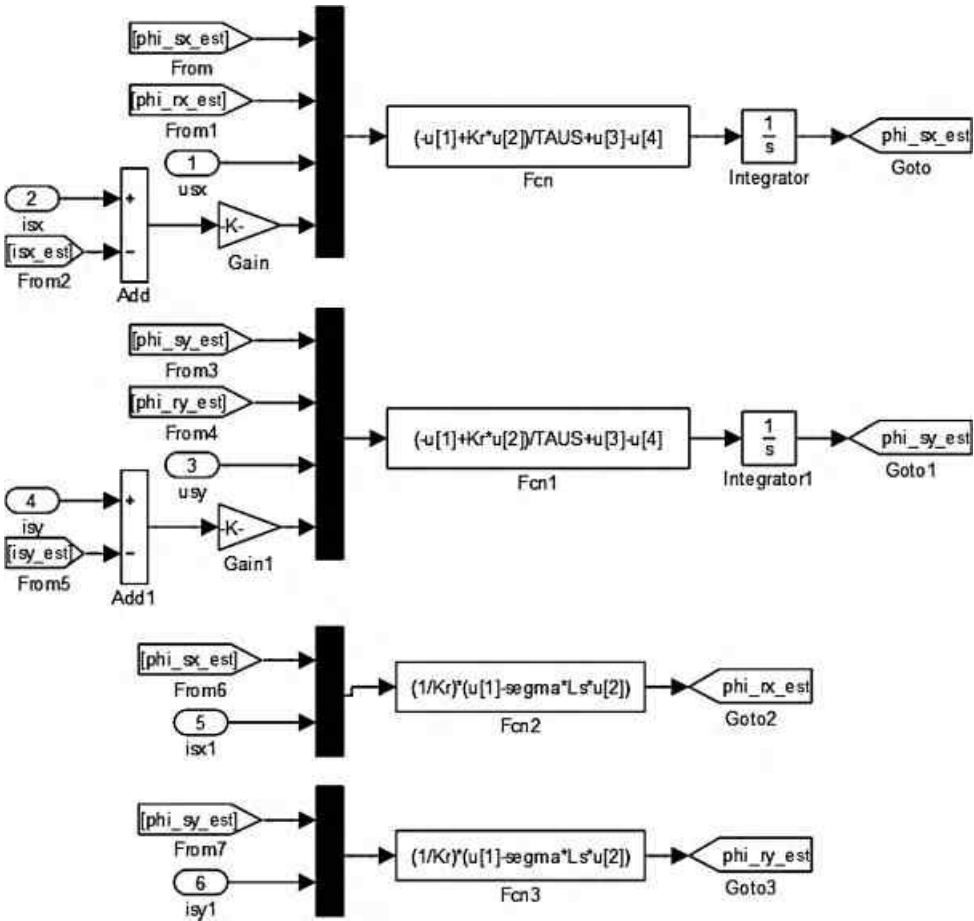 [phi_sx_est]
From
[phi_rx_est]
From1
1
usx
2
isx
[isx_est]
From2
+
−
Add
-K-
Gain
(-u[1]+Kr*u[2])/TAUS+u[3]-u[4]
Fcn
1
s
Integrator
phi_sx_est
Goto
[phi_sy_est]
From3
[phi_ry_est]
From4
3
usy
4
isy
[isy_est]
From5
+
−
Add1
-K-
Gain1
(-u[1]+Kr*u[2])/TAUS+u[3]-u[4]
Fcn1
1
s
Integrator1
phi_sy_est
Goto1
[phi_sx_est]
From6
5
isx1
(1/Kr)*(u[1]-segma*Ls*u[2])
Fcn2
phi_rx_est
Goto2
[phi_sy_est]
From7
6
isy1
(1/Kr)*(u[1]-segma*Ls*u[2])
Fcn3
phi_ry_est
Goto3